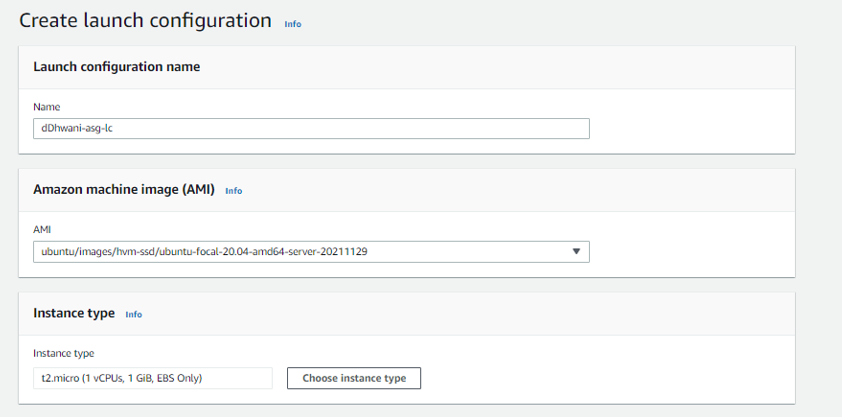 Create launch configuration Info
Launch configuration name
Name
dDhwani-asg-lc
Amazon machine image (AMI) Info
AMI
ubuntu/images/hvm-ssd/ubuntu-focal-20.04-amd64-server-20211129
Instance type Info
Instance type
t2.micro (1 vCPUs, 1 GiB, EBS Only) Choose instance type